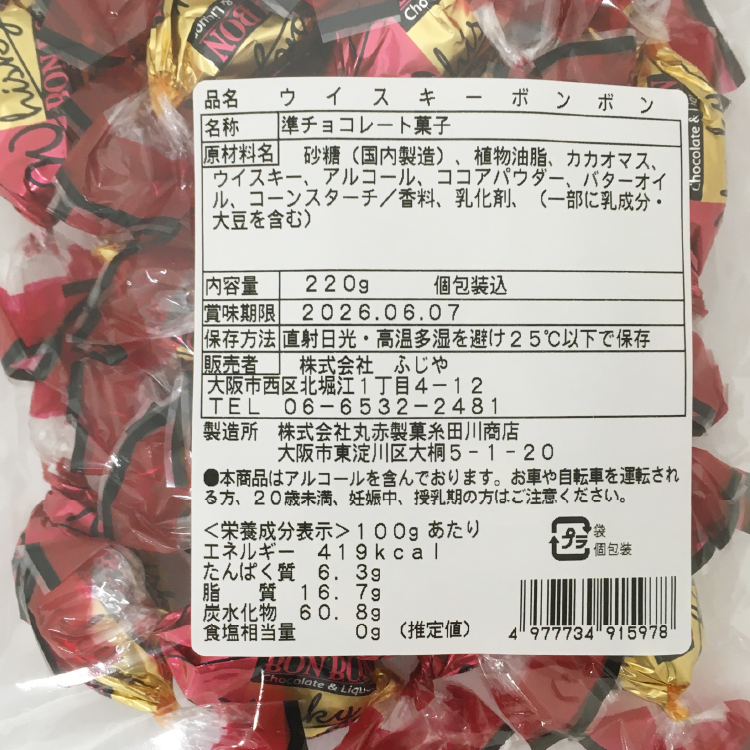 品名 ウイスキーボンボン
名称 準チョコレート菓子
原材料名 砂糖（国内製造）、植物油脂、カカオマス、
ウイスキー、アルコール、ココアパウダー、バターオイ
ル、コーンスターチ／香料、乳化剤、（一部に乳成分・
大豆を含む）
内容量 220g 個包装込
賞味期限 2026.06.07
保存方法 直射日光・高温多湿を避け25℃以下で保存
販売者 株式会社 ふじや
大阪市西区北堀江1丁目4－12
TEL 06－6532－2481
製造所 株式会社丸赤製菓糸田川商店
大阪市東淀川区大桐5－1－20
●本商品はアルコールを含んでおります。お車や自転車を運転され
る方、20歳未満、妊娠中、授乳期の方はご注意ください。
＜栄養成分表示＞100gあたり
エネルギー 419kcal
たんぱく質 6.3g
脂 質 16.7g
炭水化物 60.8g
食塩相当量 0g （推定値）
プラ
袋
個包装
4 977734 915978
BON
Whisky
Chocolate & Liq
BON BON
Chocolate & Liqu